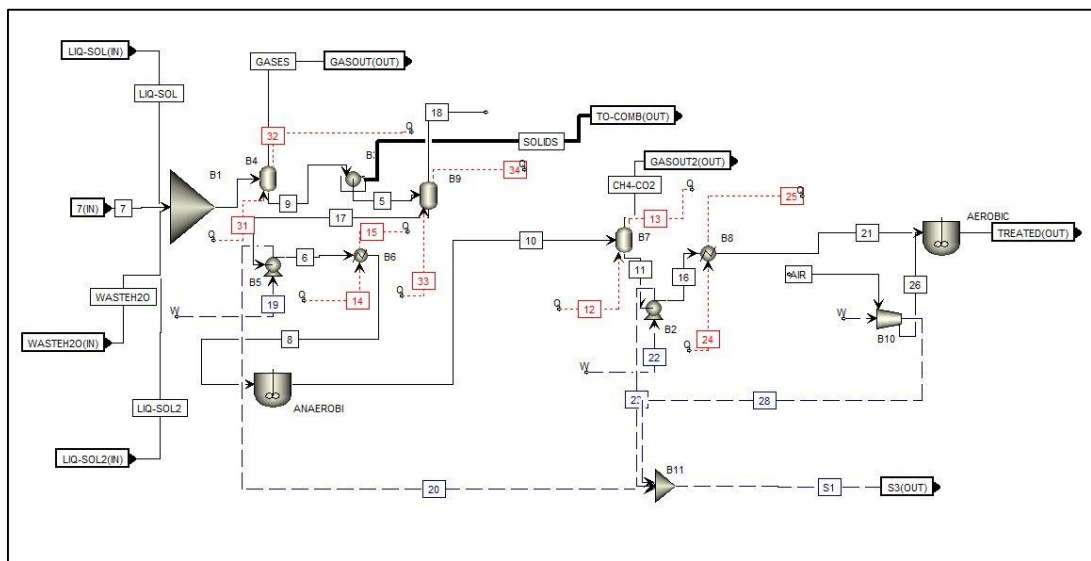 LIQ-SOL(IN)
GASES
GASOUT(OUT)
LIQ-SOL
18
TO-COMB(OUT)
32
Q
SOLIDS
B4
B9
GASOUT2(OUT)
B1
34
Q
CH4-CO2
Q
25
Q
7(IN)
7
9
5
13
AEROBIC
31
17
15
Q
10
B7
B8
21
TREATED(OUT)
Q
6
B6
11
16
AIR
26
B5
33
WASTEH2O
19
Q
14
Q
Q
12
B2
24
W
W
B10
WASTEH2O(IN)
8
22
Q
W
ANAEROBI
28
LIQ-SOL2
B11
LIQ-SOL2(IN)
20
S1
S3(OUT)